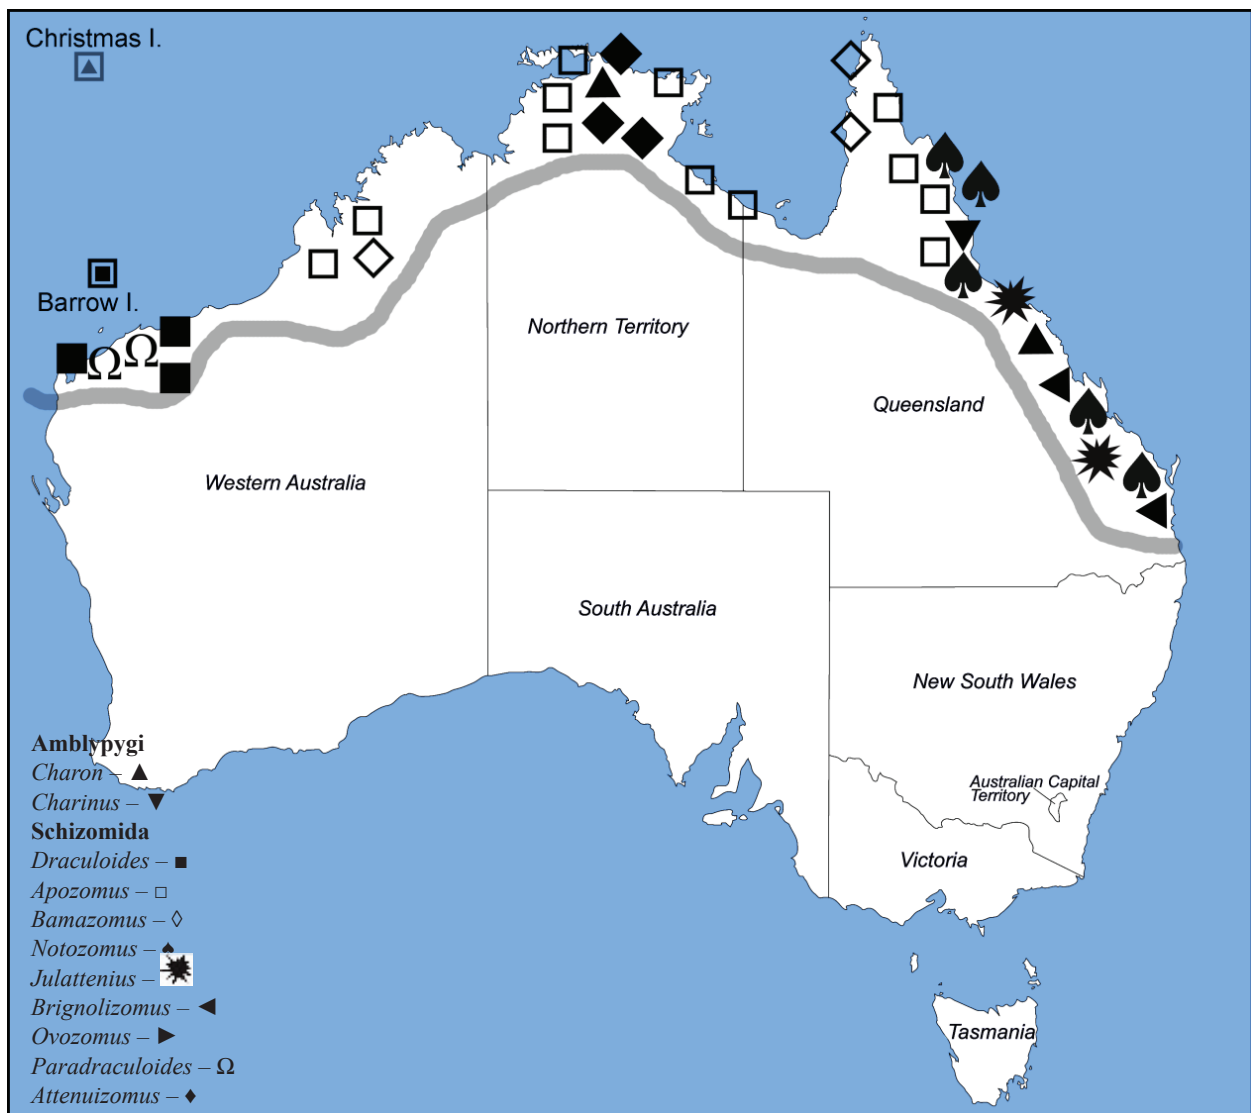 Christmas I.
Barrow I.
Northern Territory
Queensland
Western Australia
South Australia
New South Wales
Australian Capital
Territory
Victoria
Tasmania
Amblypygi
Charon – ▲
Charinus – ▼
Schizomida
Draculoides – ■
Apozomus – □
Bamazomus – ◊
Notozomus – ♠
Julattenius –
Brignolizomus – ◄
Ovozomus – ►
Paradraculoides – Ω
Attenuizomus – ♦